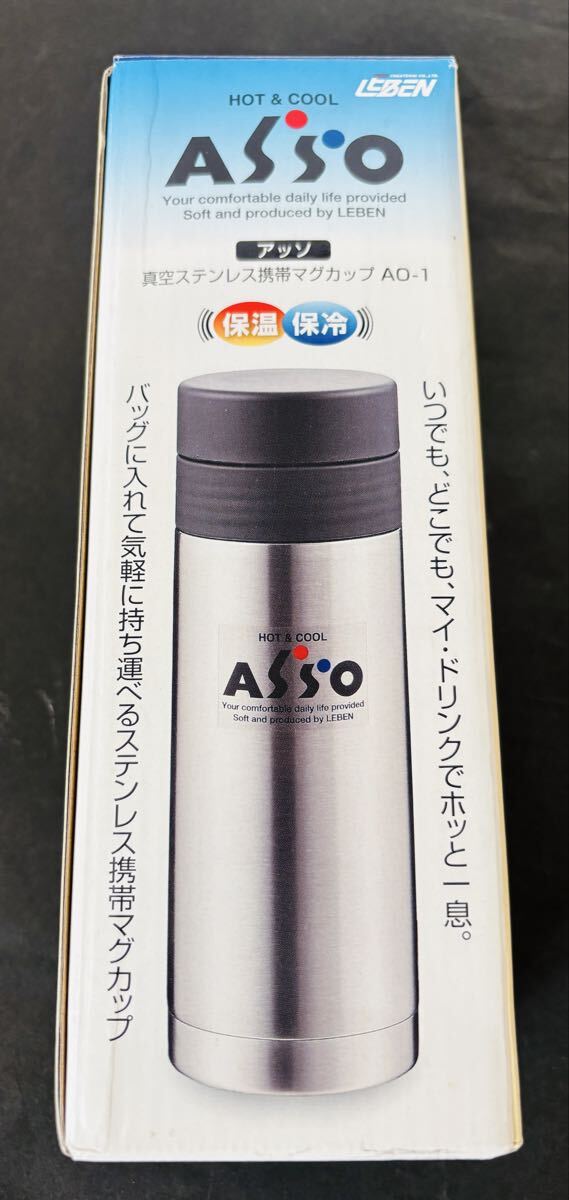 LEBEN
HOT & COOL
ASSO
Your comfortable daily life provided
Soft and produced by LEBEN
アッソ
真空ステンレス携帯マグカップ AO-1
保温 保冷
いつでも、どこでも、マイ・ドリンクでホッと一息。
バッグに入れて気軽に持ち運べるステンレス携帯マグカップ
HOT & COOL
ASSO
Your comfortable daily life provided
Soft and produced by LEBEN